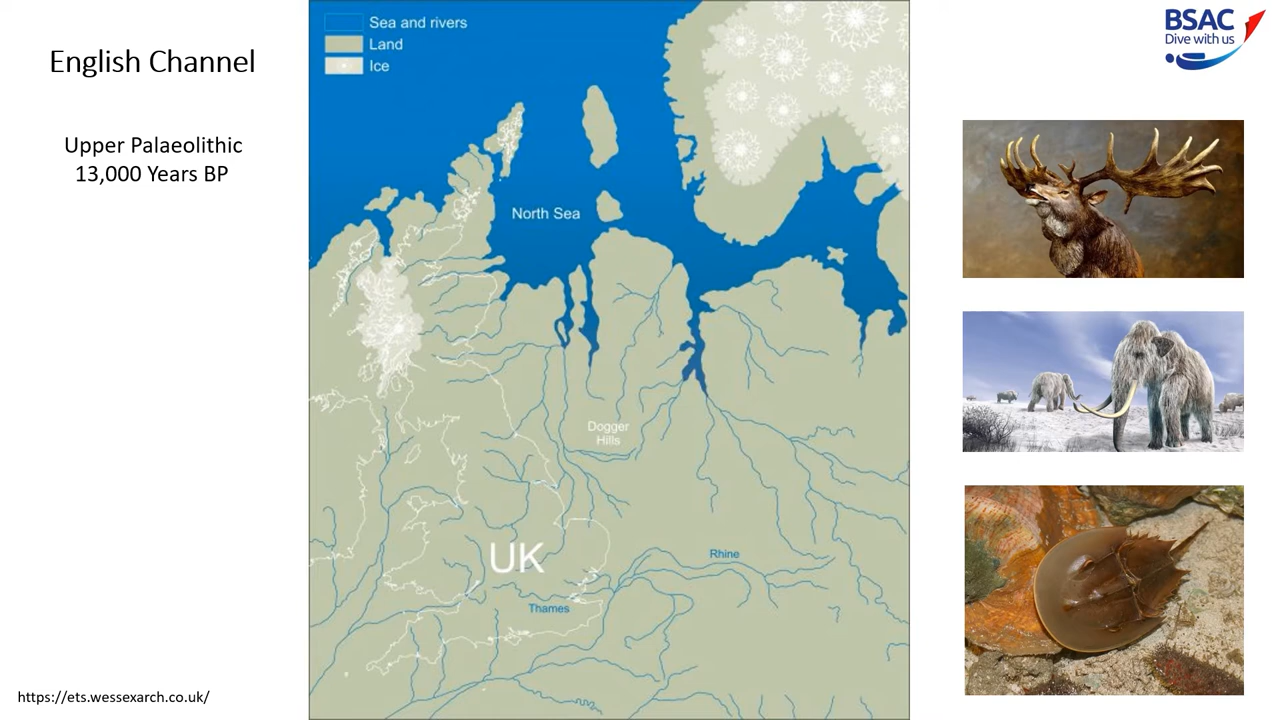 English Channel
Upper Palaeolithic
13,000 Years BP
Sea and rivers
Land
Ice
North Sea
Dogger
Hills
UK
Rhine
Thames
BSAC
Dive with us
https://ets.wessexarch.co.uk/